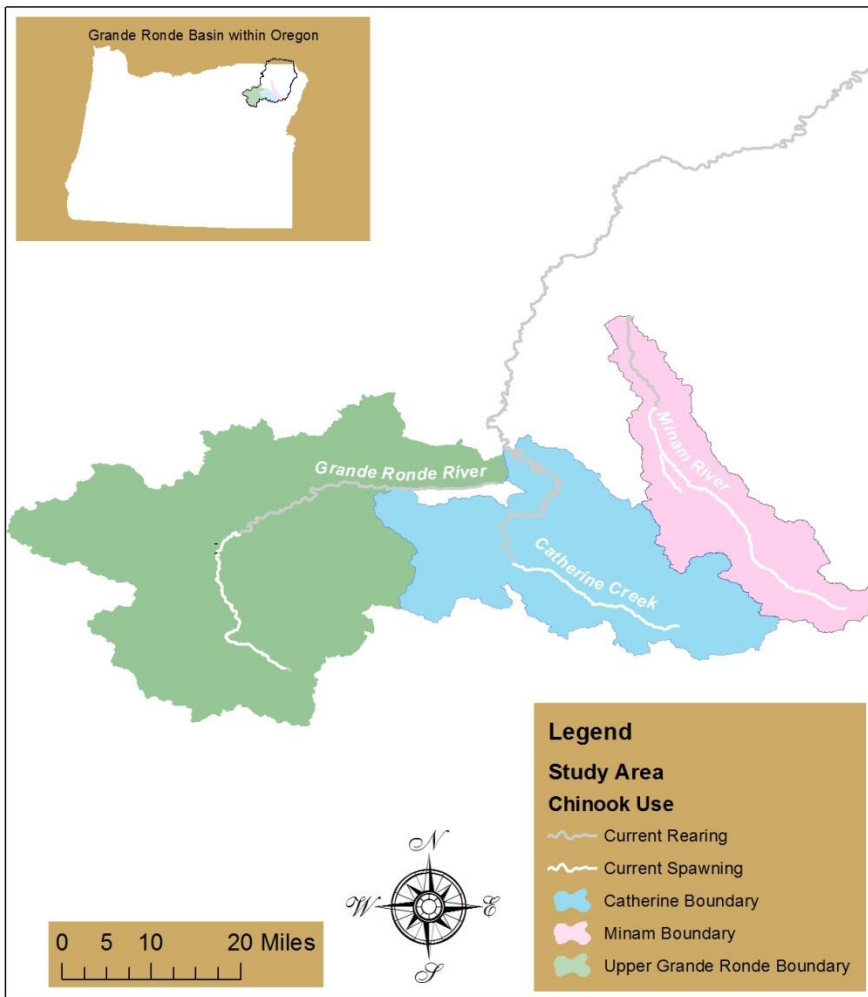 Grande Ronde Basin within Oregon
Grande Ronde River
Minam River
Catherine Creek
Legend
Study Area
Chinook Use
Current Rearing
Current Spawning
Catherine Boundary
Minam Boundary
Upper Grande Ronde Boundary
N
W
E
S
0 5 10 20 Miles